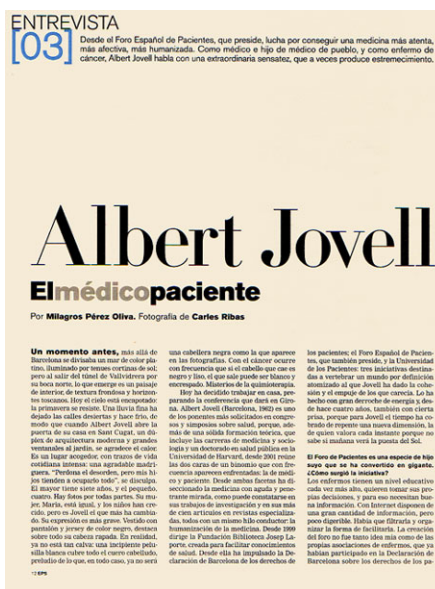 ENTREVISTA
[03]
Desde el Foro Español de Pacientes, que preside, lucha por conseguir una medicina más atenta,
más afectiva, más humanizada. Como médico e hijo de médico de pueblo, y como enfermo de
cáncer, Albert Jovell habla con una extraordinaria sensatez, que a veces produce estremecimiento.
Albert Jovell
Elmédicopaciente
Por Milagros Pérez Oliva. Fotografía de Carles Ribas
Un momento antes, más allá de
Barcelona se divisaba un mar de color pla-
tino, iluminado por tenues cortinas de sol;
pero al salir del túnel de Vallvidrera por
su boca norte, lo que emerge es un paisaje
de interior, de textura frondosa y horizon-
tes toscanos. Hoy el cielo está encapotado:
la primavera se resiste. Una lluvia fina ha
dejado las calles desiertas y hace frío, de
modo que cuando Albert Jovell abre la
puerta de su casa en Sant Cugat, un dú-
plex de arquitectura moderna y grandes
ventanales al jardín, se agradece el calor.
Es un lugar acogedor, con trazos de vida
cotidiana intensa: una agradable madri-
guera. "Perdona el desorden, pero mis hi-
jos tienden a ocuparlo todo", se disculpa.
El mayor tiene siete años, y el pequeño,
cuatro. Hay fotos por todas partes. Su mu-
jer, María, está igual, y los niños han cre-
cido, pero es Jovell el que más ha cambia-
do. Su expresión es más grave. Vestido con
pantalón y jersey de color negro, destaca
sobre todo su cabeza rapada. En realidad,
ya no está tan calva: una incipiente pelu-
silla blanca cubre todo el cuero cabelludo,
preludio de lo que, en todo caso, ya no será
una cabellera negra como la que aparece
en las fotografías. Con el cáncer ocurre
con frecuencia que si el cabello que cae es
negro y liso, el que sale puede ser blanco y
encrespado. Misterios de la quimioterapia.
Hoy ha decidido trabajar en casa, pre-
parando la conferencia que dará en Giro-
na. Albert Jovell (Barcelona, 1962) es uno
de los ponentes más solicitados en congre-
sos y simposios sobre salud, porque, ade-
más de una sólida formación teórica, que
incluye las carreras de medicina y socio-
logía y un doctorado en salud pública en la
Universidad de Harvard, desde 2001 reúne
las dos caras de un binomio que con fre-
cuencia aparecen enfrentadas: la de médi-
co y paciente. Desde ambas facetas ha di-
seccionado la medicina con aguda y pene-
trante mirada, como puede constatarse en
sus trabajos de investigación y en sus más
de cien artículos en revistas especializa-
das, todos con un mismo hilo conductor: la
humanización de la medicina. Desde 1999
dirige la Fundación Biblioteca Josep La-
porte, creada para facilitar conocimientos
de salud. Desde ella ha impulsado la De-
claración de Barcelona de los derechos de
los pacientes; el Foro Español de Pacien-
tes, que también preside, y la Universidad
de los Pacientes: tres iniciativas destina-
das a vertebrar un mundo por definición
atomizado al que Jovell ha dado la cohe-
sión y el empuje de los que carecía. Lo ha
hecho con gran derroche de energía y, des-
de hace cuatro años, también con cierta
prisa, porque para Jovell el tiempo ha co-
brado de repente una nueva dimensión, la
de quien valora cada instante porque no
sabe si mañana verá la puesta del Sol.
El Foro de Pacientes es una especie de hijo
suyo que se ha convertido en gigante.
¿Cómo surgió la iniciativa?
Los enfermos tienen un nivel educativo
cada vez más alto, quieren tomar sus pro-
pias decisiones, y para eso necesitan bue-
na información. Con Internet disponen de
una gran cantidad de información, pero
poco digerible. Había que filtrarla y orga-
nizar la forma de facilitarla. La creación
del foro no fue tanto idea mía como de las
propias asociaciones de enfermos, que ya
habían participado en la Declaración de
Barcelona sobre los derechos de los pa-
EPS